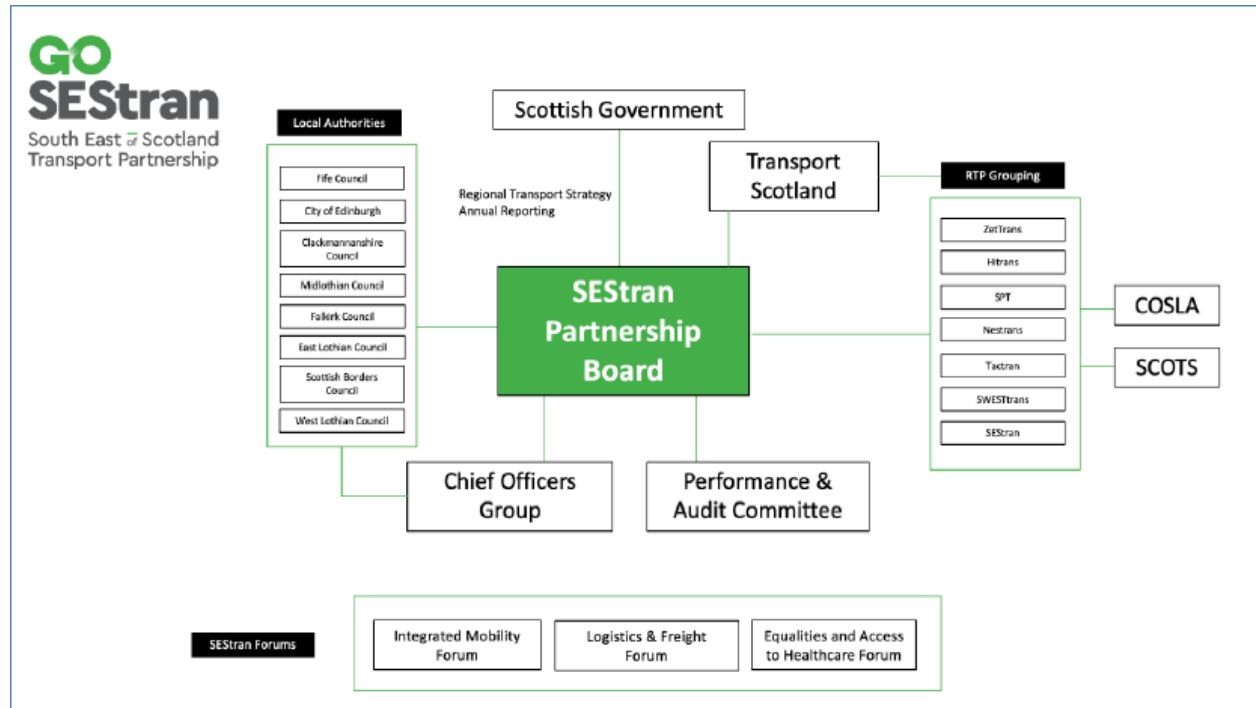 GO
SEStran
South East of Scotland
Transport Partnership
Local Authorities
Fife Council
City of Edinburgh
Clackmannanshire
Council
Midlothian Council
Falkirk Council
East Lothian Council
Scottish Borders
Council
West Lothian Council
Scottish Government
Regional Transport Strategy
Annual Reporting
Transport
Scotland
RTP Grouping
ZetTrans
Hitrans
SPT
Nestrans
Tactran
SWESTtrans
SEStran
COSLA
SCOTS
SEStran
Partnership
Board
Chief Officers
Group
Performance &
Audit Committee
SEStran Forums
Integrated Mobility
Forum
Logistics & Freight
Forum
Equalities and Access
to Healthcare Forum